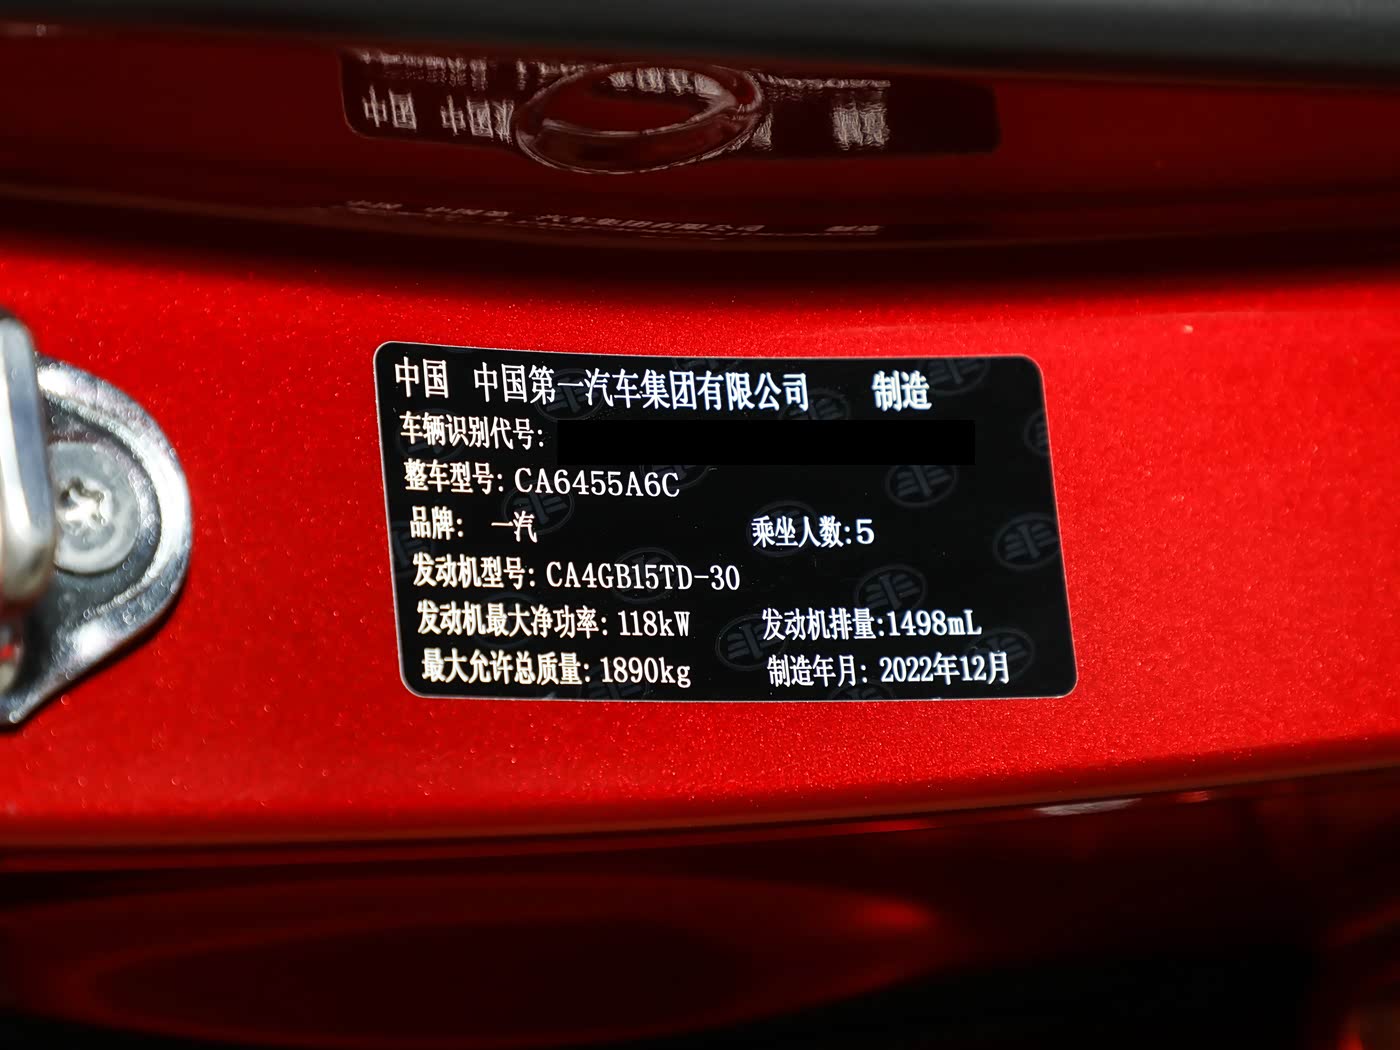 中国 中国第一汽车集团有限公司 制造
车辆识别代号:
整车型号: CA6455A6C
品牌: 一汽 乘坐人数:5
发动机型号: CA4GB15TD-30
发动机最大净功率: 118kW 发动机排量:1498mL
最大允许总质量: 1890kg 制造年月: 2022年12月